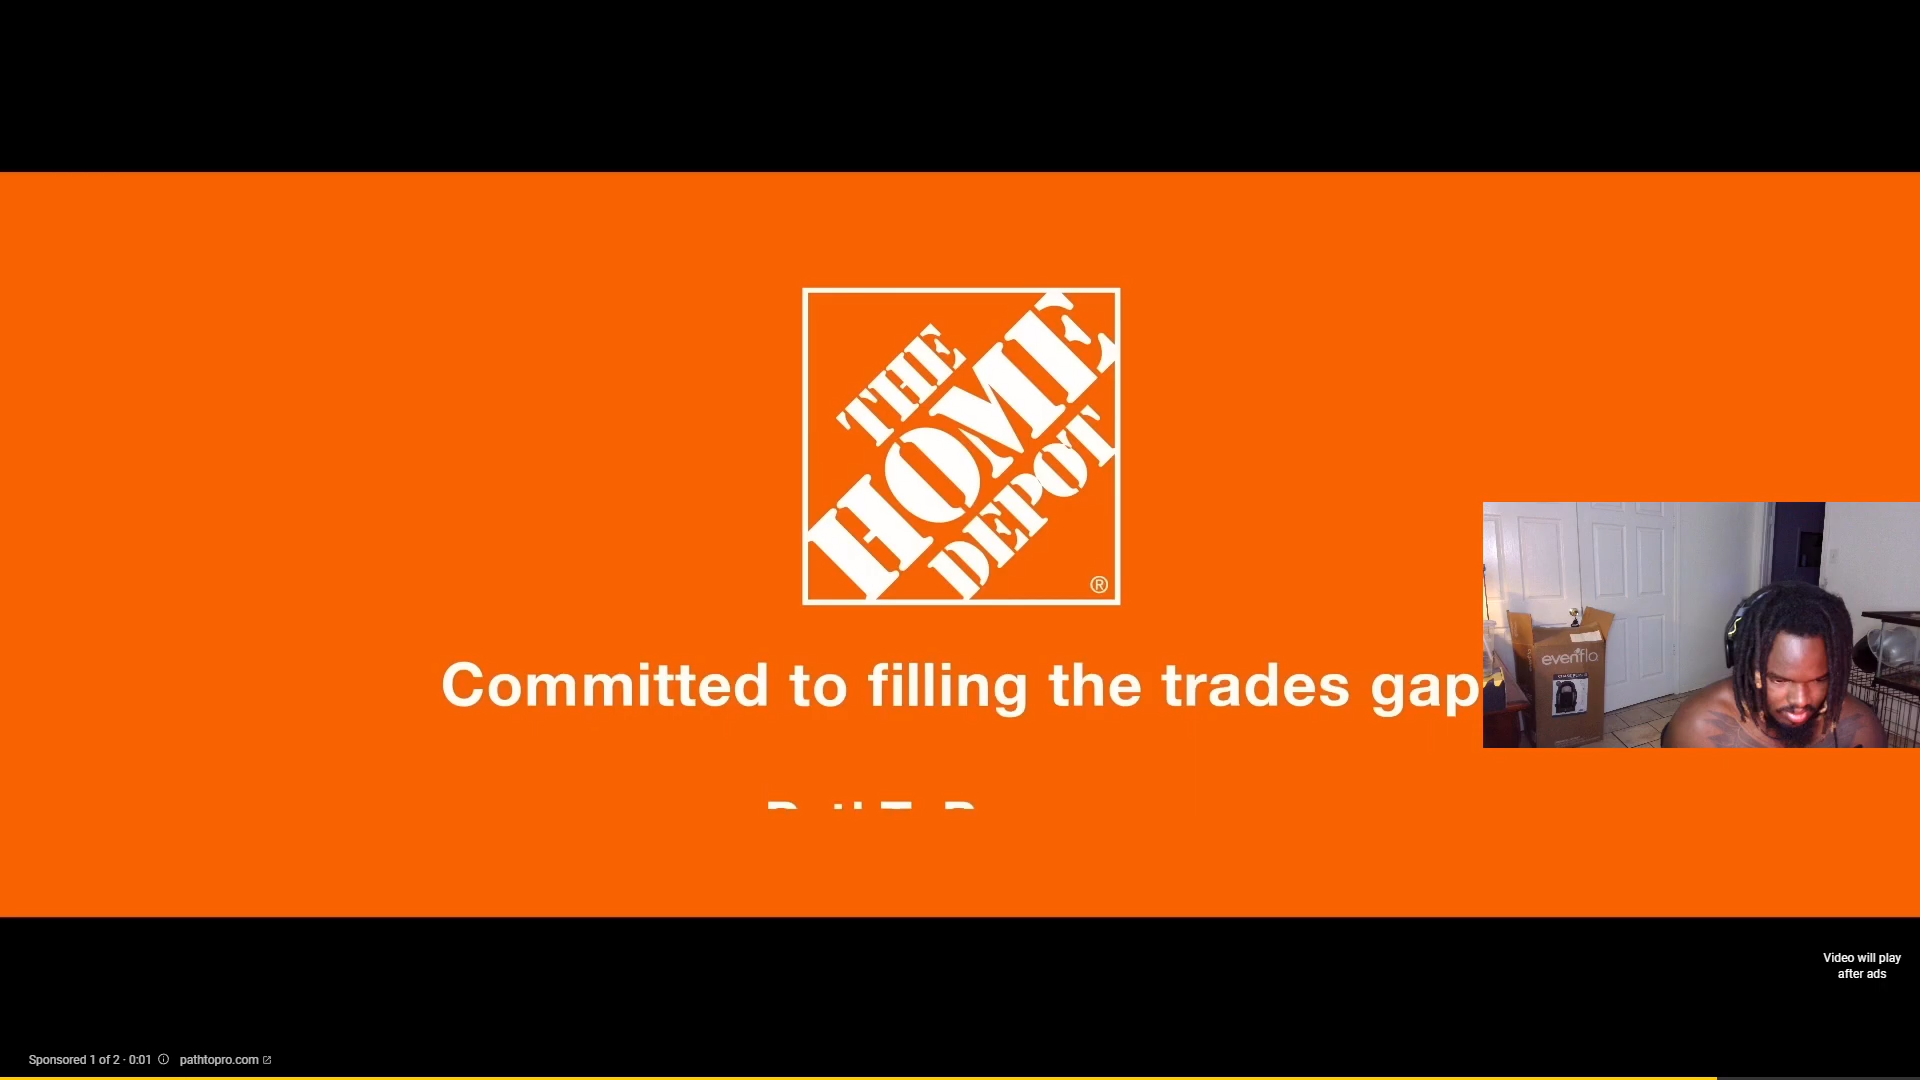 THE
HOME
DEPOT
®
Committed to filling the trades gap
evenflo
Video will play
after ads
Sponsored 1 of 2 · 0:01
pathtopro.com